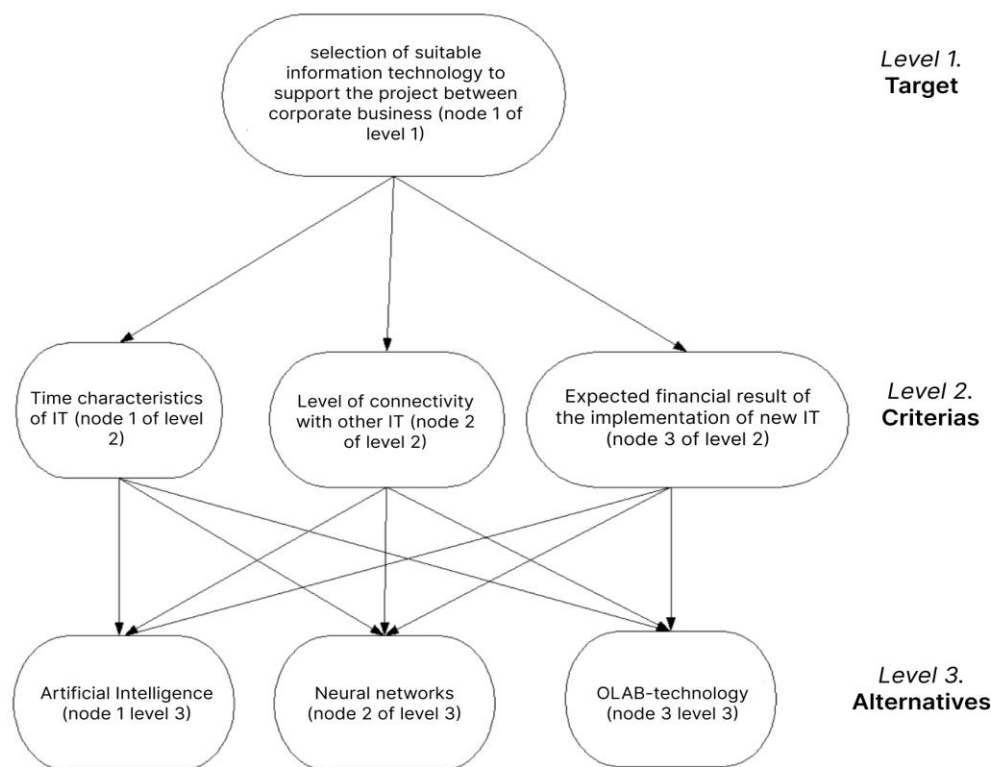 selection of suitable
information technology to
support the project between
corporate business (node 1 of
level 1)
Level 1.
Target
Time characteristics
of IT (node 1 of level
2)
Level of connectivity
with other IT (node 2
of level 2)
Expected financial result of
the implementation of new IT
(node 3 of level 2)
Level 2.
Criterias
Artificial Intelligence
(node 1 level 3)
Neural networks
(node 2 of level 3)
OLAB-technology
(node 3 level 3)
Level 3.
Alternatives